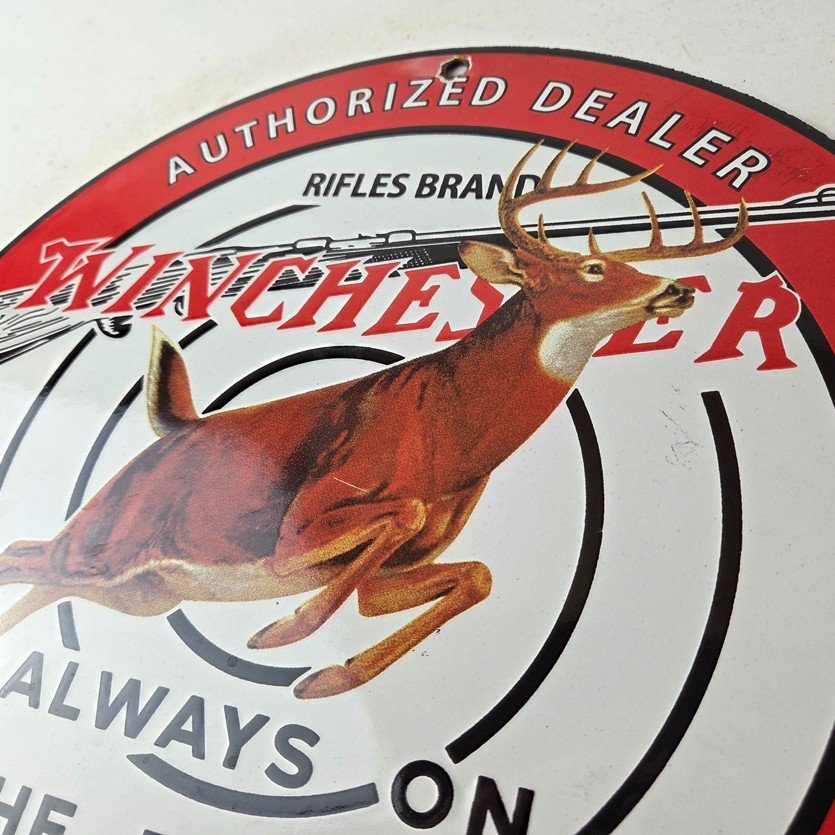 AUTHORIZED DEALER
RIFLES BRAND
WINCHESTER
ALWAYS
ON